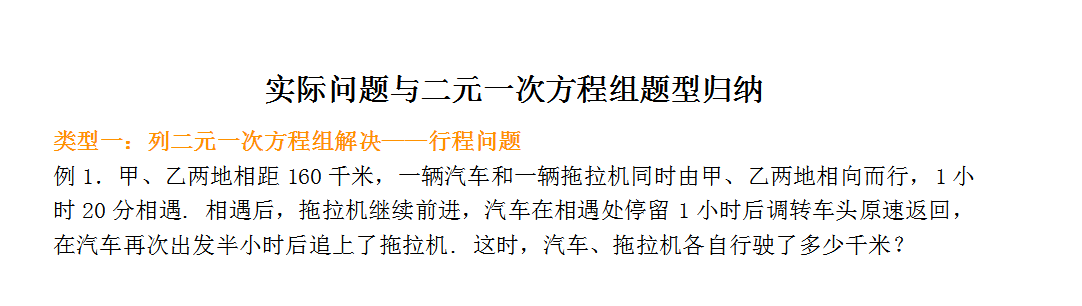 实际问题与二元一次方程组题型归纳
类型一：列二元一次方程组解决——行程问题
例 1．甲、乙两地相距 160 千米，一辆汽车和一辆拖拉机同时由甲、乙两地相向而行，1 小
时 20 分相遇．相遇后，拖拉机继续前进，汽车在相遇处停留 1 小时后调转车头原速返回，
在汽车再次出发半小时后追上了拖拉机．这时，汽车、拖拉机各自行驶了多少千米？